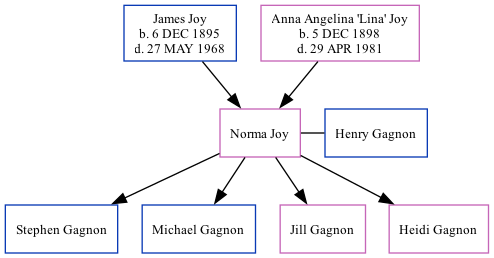 James Joy
b. 6 DEC 1895
d. 27 MAY 1968
Anna Angelina 'Lina' Joy
b. 5 DEC 1898
d. 29 APR 1981
Norma Joy
Henry Gagnon
Stephen Gagnon
Michael Gagnon
Jill Gagnon
Heidi Gagnon